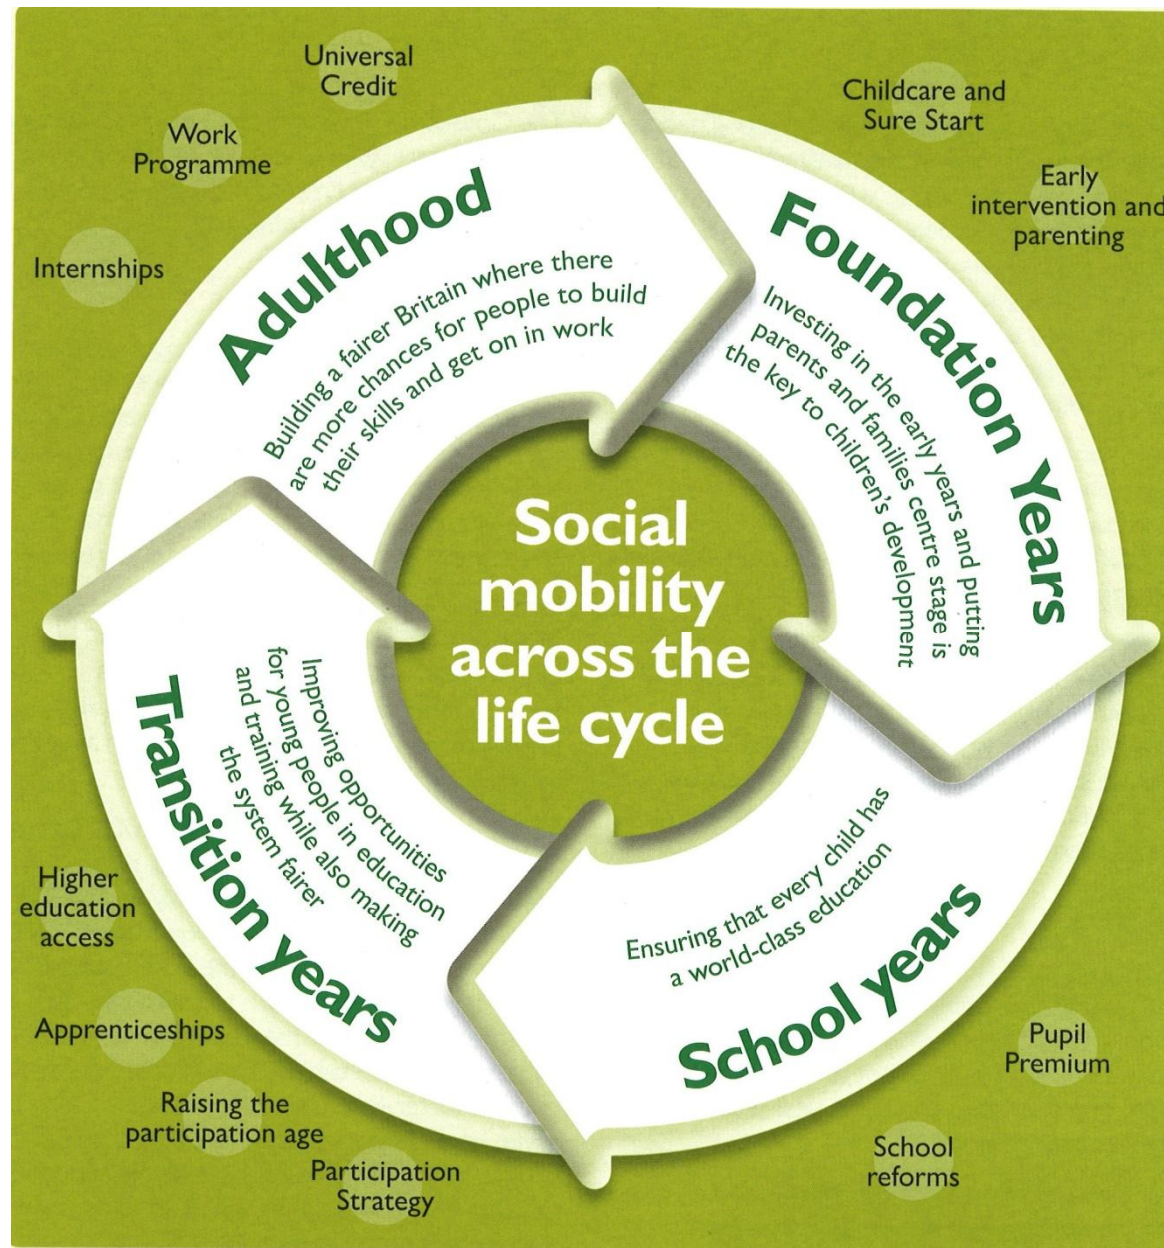 Social
mobility
across the
life cycle
Foundation Years
Investing in the early years and putting
parents and families centre stage is
the key to children's development
Childcare and
Sure Start
Early
intervention and
parenting
School years
Ensuring that every child has
a world-class education
Pupil
Premium
School
reforms
Transition years
Improving opportunities
for young people in education
and training while also making
the system fairer
Participation
Strategy
Raising the
participation age
Apprenticeships
Higher
education
access
Adulthood
Building a fairer Britain where there
are more chances for people to build
their skills and get on in work
Internships
Work
Programme
Universal
Credit